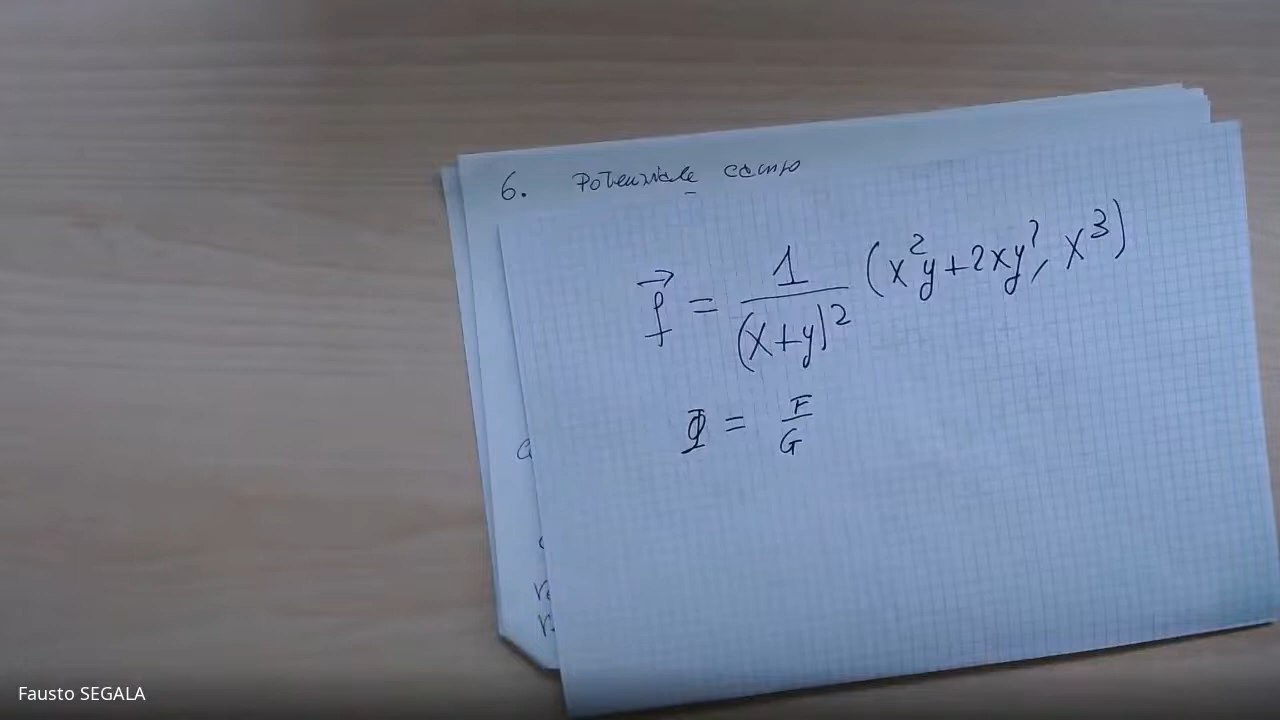 6. Potenziale campo
f⃗ = 1/(x+y)² (x²y+2xy², x³)
Φ = F/G
Fausto SEGALA